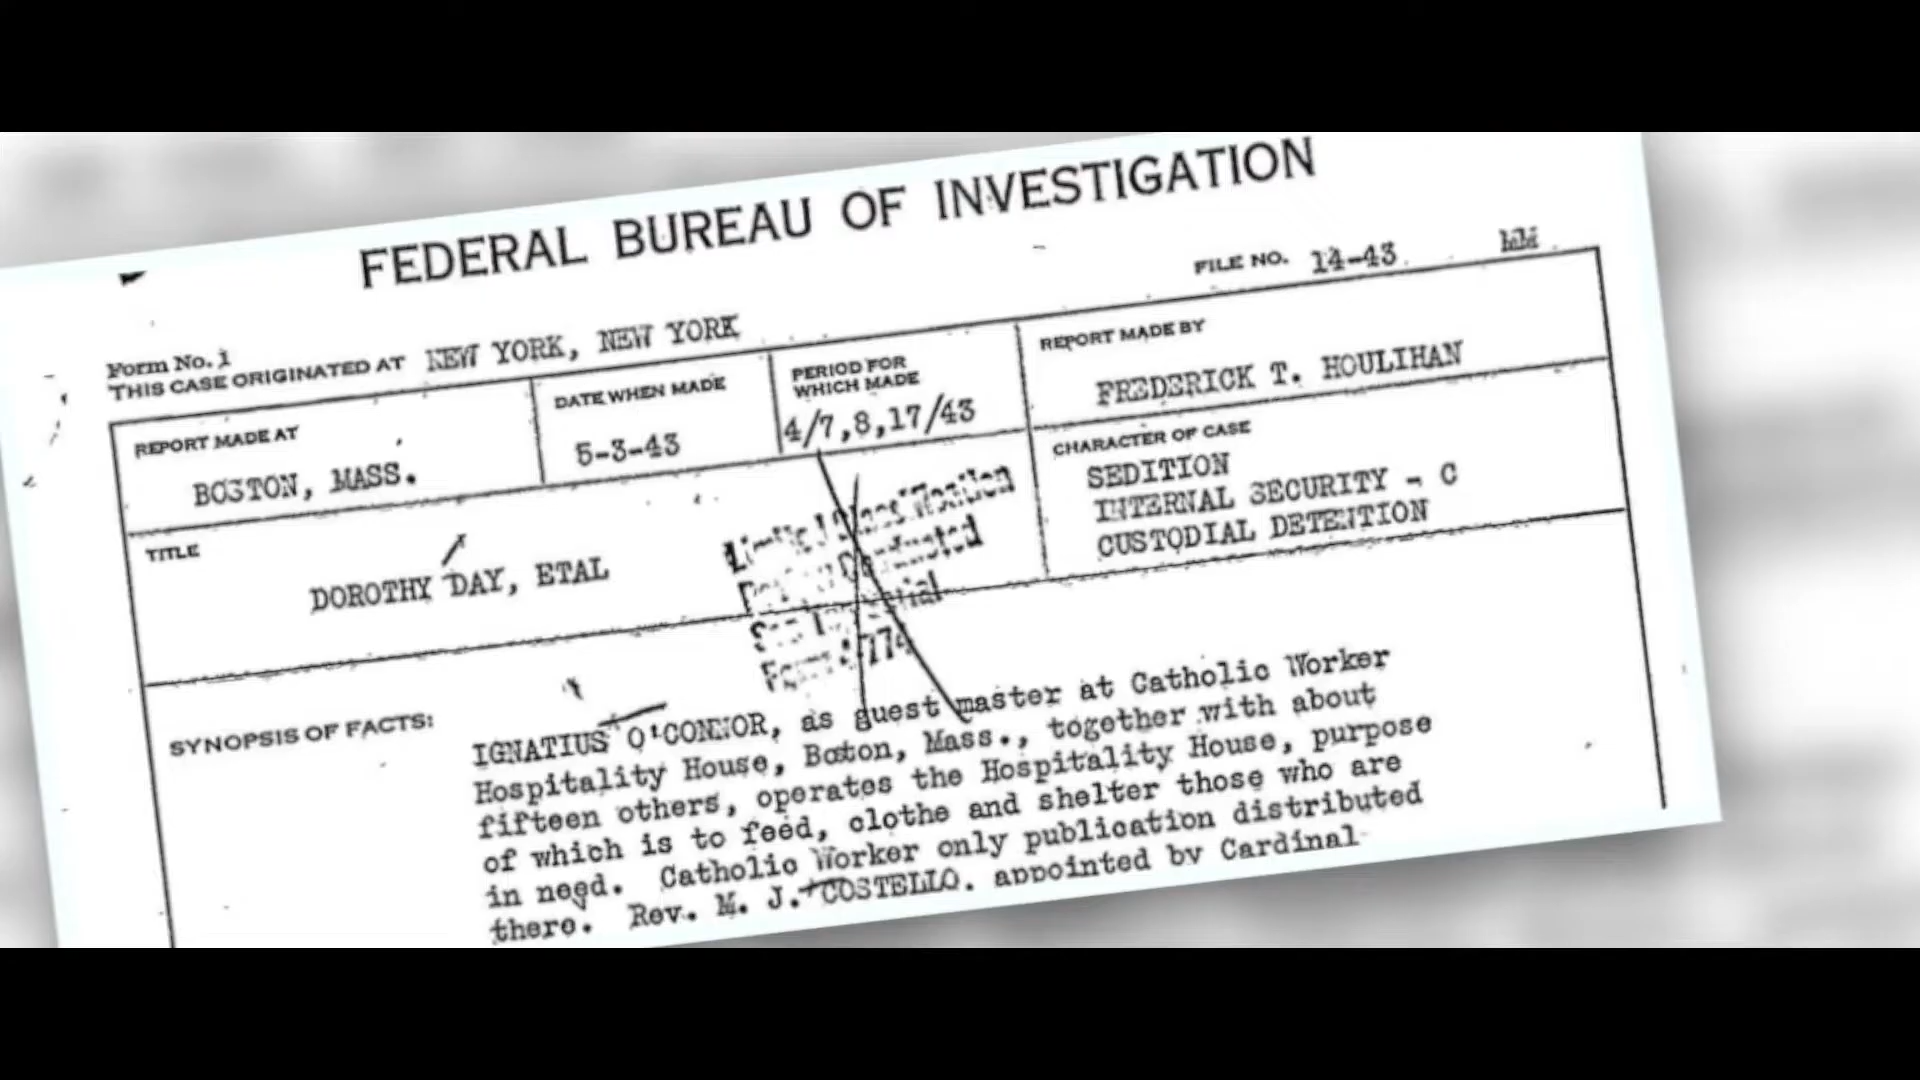 FEDERAL BUREAU OF INVESTIGATION
Form No. 1
THIS CASE ORIGINATED AT NEW YORK, NEW YORK
FILE NO. 14-43 MM
REPORT MADE AT
BOSTON, MASS.
DATE WHEN MADE
5-3-43
PERIOD FOR
WHICH MADE
4/7,8,17/43
REPORT MADE BY
FREDERICK T. HOULIHAN
TITLE
DOROTHY DAY, ETAL
CHARACTER OF CASE
SEDITION
INTERNAL SECURITY - C
CUSTODIAL DETENTION
SYNOPSIS OF FACTS:
IGNATIUS O'CONNOR, as guest master at Catholic Worker
Hospitality House, Boston, Mass., together with about
fifteen others, operates the Hospitality House, purpose
of which is to feed, clothe and shelter those who are
in need. Catholic Worker only publication distributed
there. Rev. M. J. COSTELLO, appointed by Cardinal